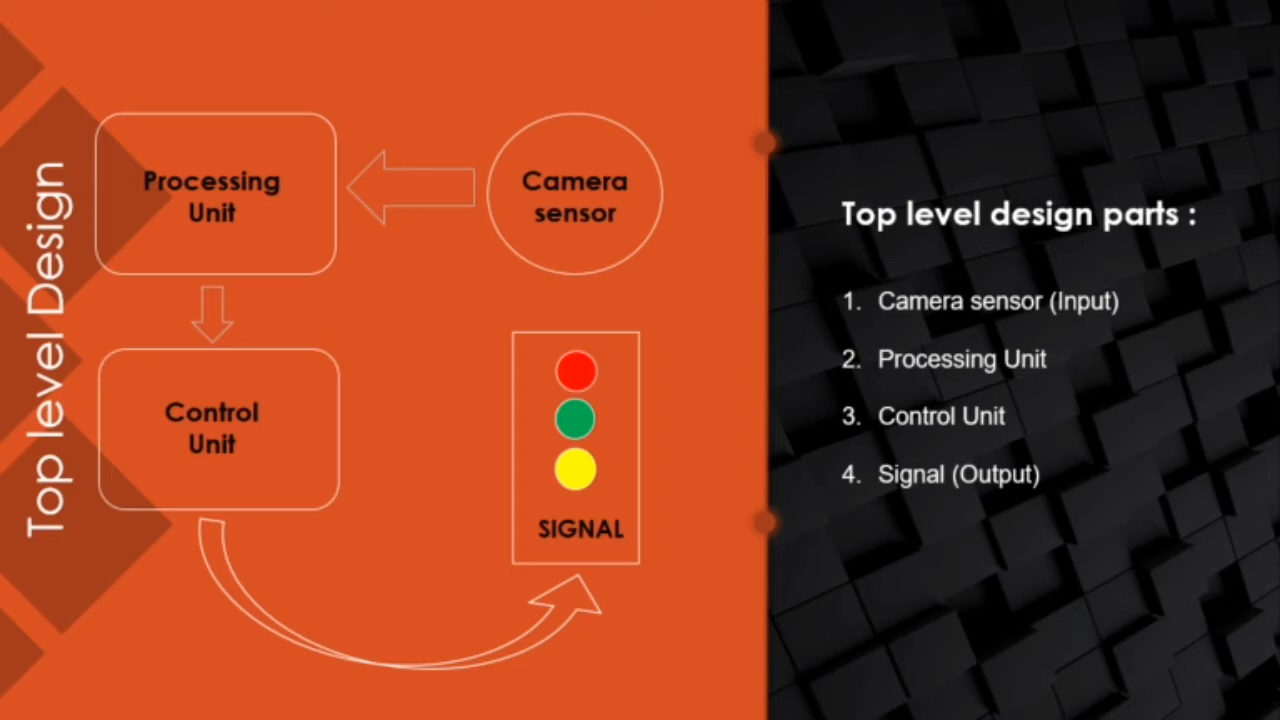 Top level Design
Processing
Unit
Camera
sensor
Control
Unit
SIGNAL
Top level design parts :
1. Camera sensor (Input)
2. Processing Unit
3. Control Unit
4. Signal (Output)